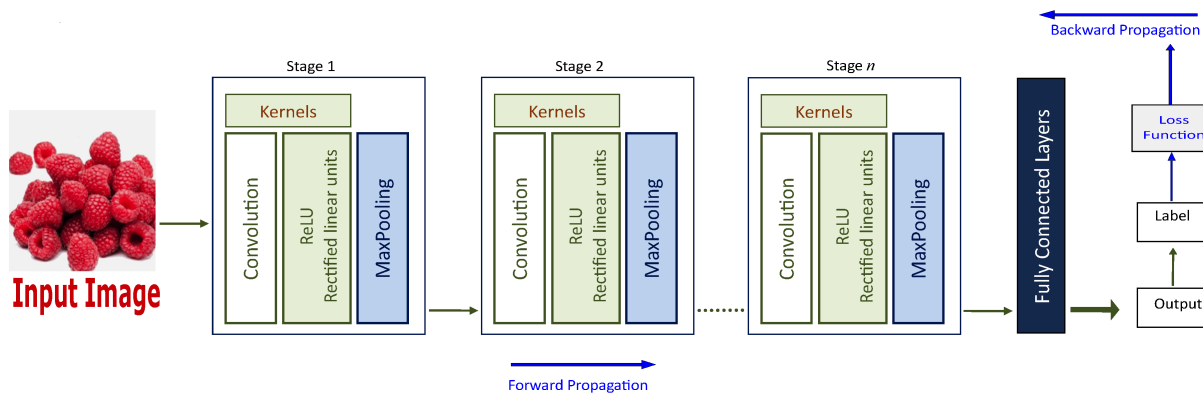 Backward Propagation
Stage 1
Stage 2
Stage n
Kernels
Kernels
Kernels
Convolution
ReLU
Rectified linear units
MaxPooling
Convolution
ReLU
Rectified linear units
MaxPooling
Convolution
ReLU
Rectified linear units
MaxPooling
Fully Connected Layers
Loss
Function
Label
Output
Input Image
Forward Propagation